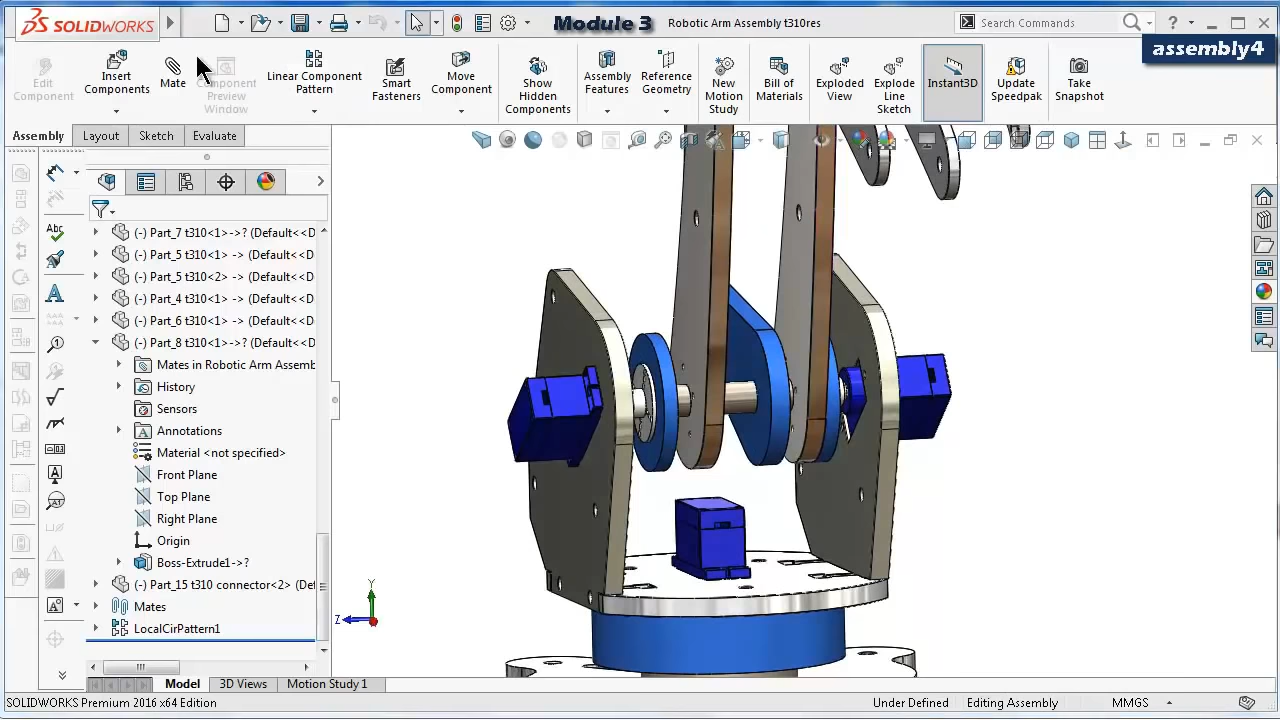 SOLIDWORKS
Module 3
Robotic Arm Assembly t310res
Search Commands
assembly4
Edit
Component
Insert
Components
Mate
Component
Preview
Window
Linear Component
Pattern
Smart
Fasteners
Move
Component
Show
Hidden
Components
Assembly
Features
Reference
Geometry
New
Motion
Study
Bill of
Materials
Exploded
View
Explode
Line
Sketch
Instant3D
Update
Speedpak
Take
Snapshot
Assembly
Layout
Sketch
Evaluate
(-) Part_7 t310<1>->? (Default<<D
(-) Part_5 t310<1> -> (Default<<D
(-) Part_5 t310<2> -> (Default<<D
(-) Part_4 t310<1> -> (Default<<D
(-) Part_6 t310<1> -> (Default<<D
(-) Part_8 t310<1>->? (Default<<D
Mates in Robotic Arm Assemb
History
Sensors
Annotations
Material <not specified>
Front Plane
Top Plane
Right Plane
Origin
Boss-Extrude1->?
(-) Part_15 t310 connector<2> (Def
Mates
LocalCirPattern1
Abc
Y
Z
Model
3D Views
Motion Study 1
SOLIDWORKS Premium 2016 x64 Edition
Under Defined
Editing Assembly
MMGS